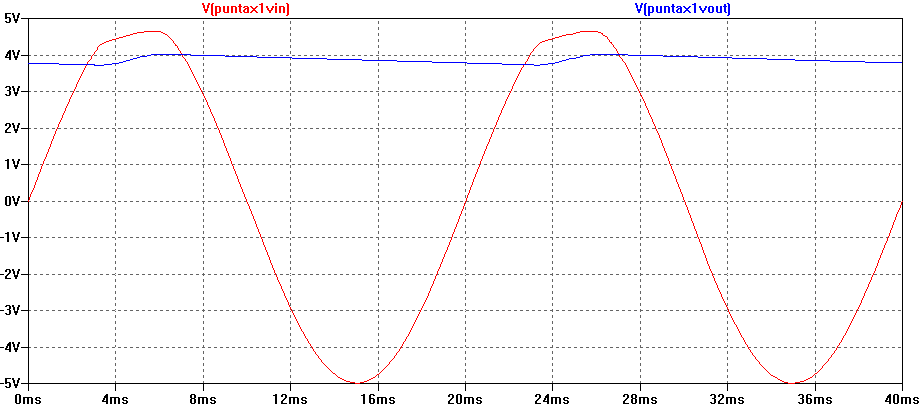 V(puntax1vin) V(puntax1vout)
5V
4V
3V
2V
1V
0V
-1V
-2V
-3V
-4V
-5V
0ms 4ms 8ms 12ms 16ms 20ms 24ms 28ms 32ms 36ms 40ms